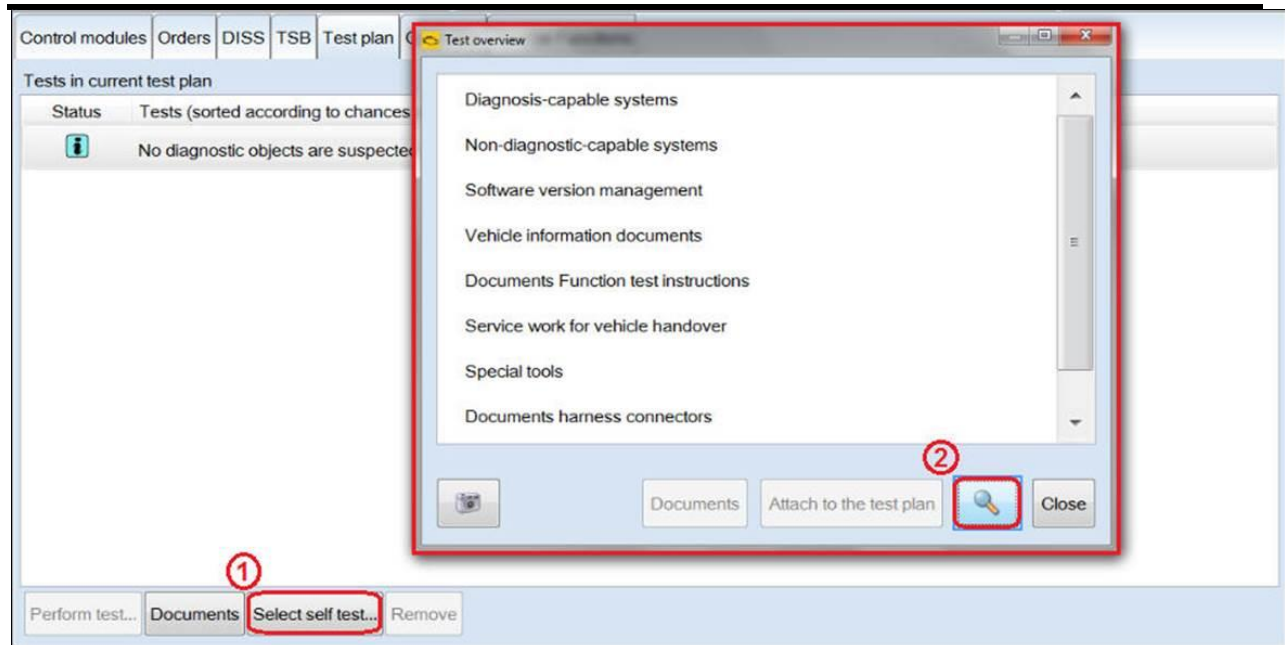 Control modules Orders DISS TSB Test plan
Test overview
Tests in current test plan
Status Tests (sorted according to chances
No diagnostic objects are suspected
Diagnosis-capable systems
Non-diagnostic-capable systems
Software version management
Vehicle information documents
Documents Function test instructions
Service work for vehicle handover
Special tools
Documents harness connectors
2
Documents Attach to the test plan Close
1
Perform test... Documents Select self test... Remove